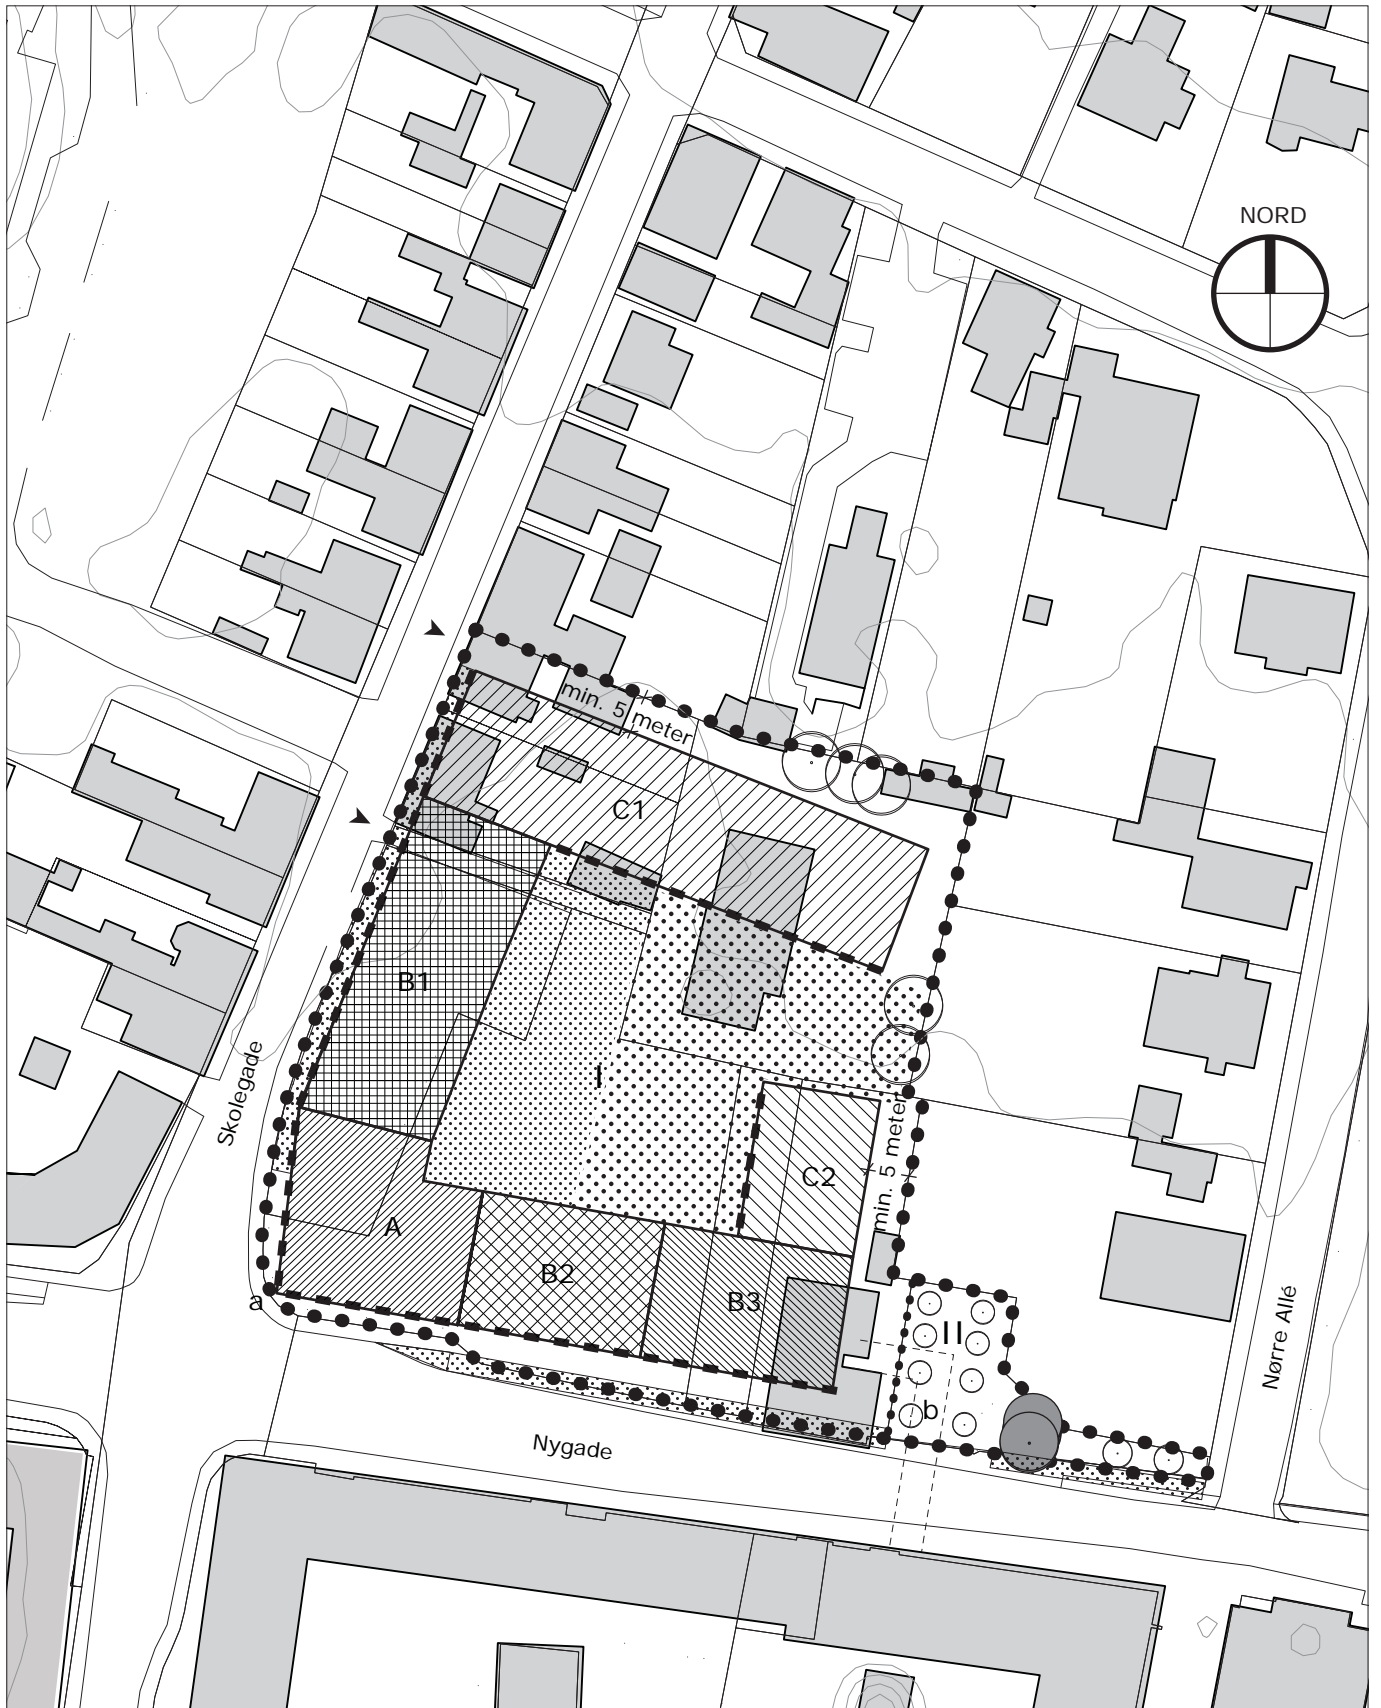 NORD
min. 5 meter
C1
B1
I
Skolegade
C2
min. 5 meter
A
B2
B3
a
II
b
Nørre Allé
Nygade